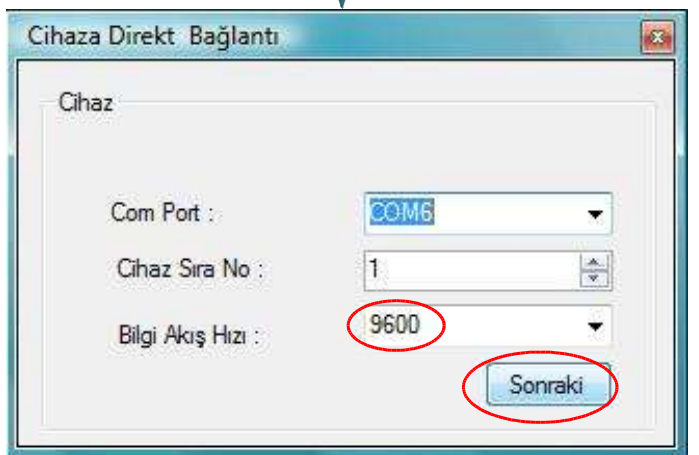 Cihaza Direkt Bağlantı
Cihaz
Com Port : COM6
Cihaz Sıra No : 1
Bilgi Akış Hızı : 9600
Sonraki